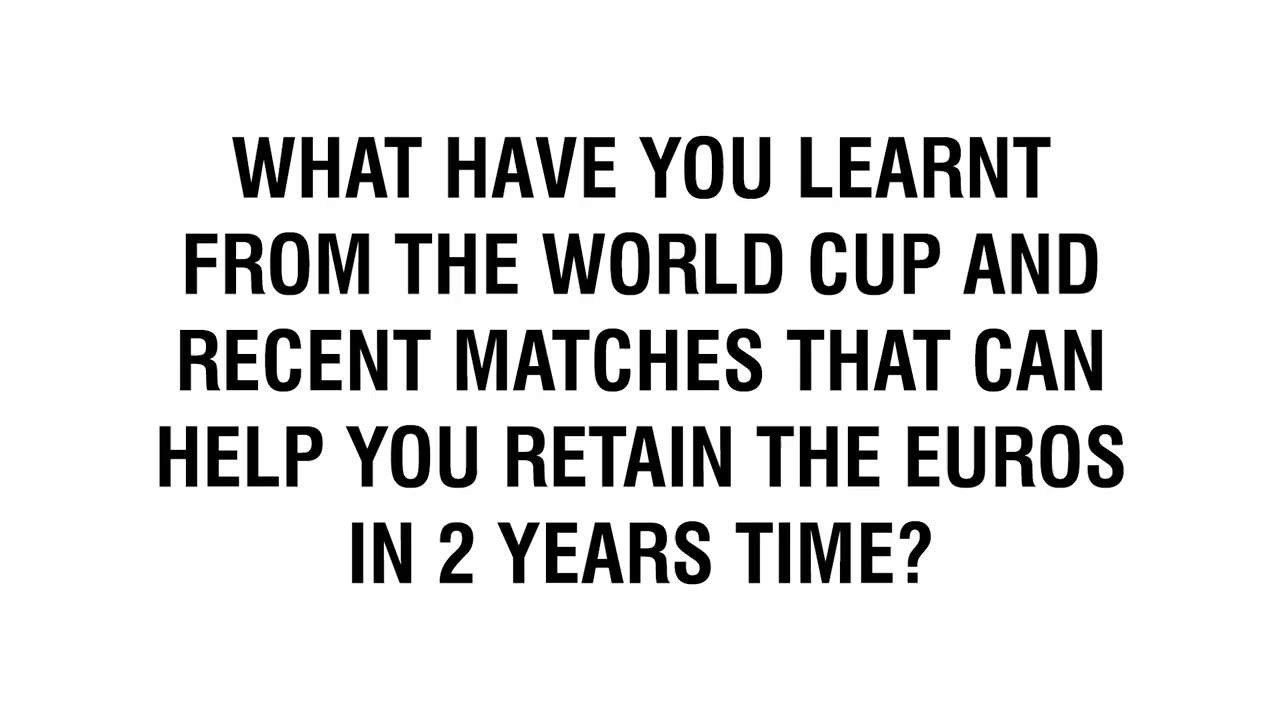 WHAT HAVE YOU LEARNT
FROM THE WORLD CUP AND
RECENT MATCHES THAT CAN
HELP YOU RETAIN THE EUROS
IN 2 YEARS TIME?